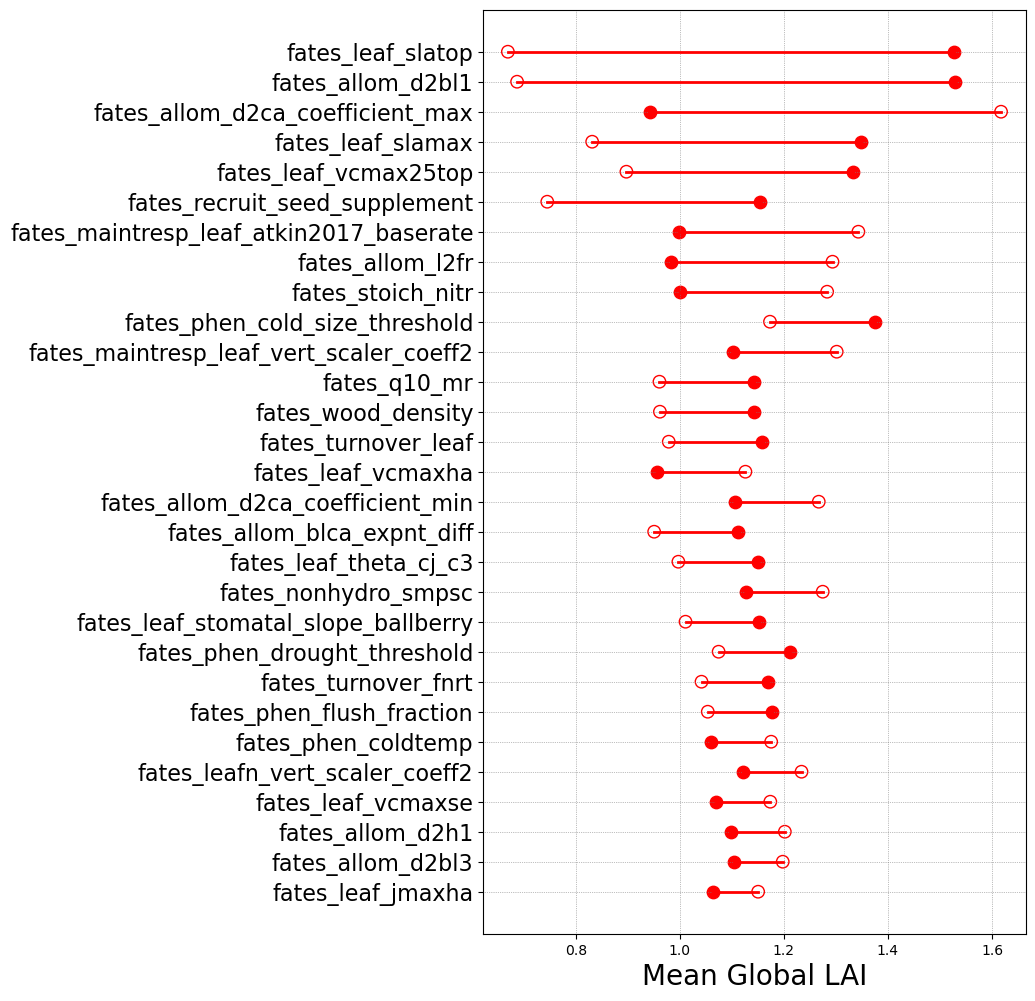 fates_leaf_slatop
fates_allom_d2bl1
fates_allom_d2ca_coefficient_max
fates_leaf_slamax
fates_leaf_vcmax25top
fates_recruit_seed_supplement
fates_maintresp_leaf_atkin2017_baserate
fates_allom_l2fr
fates_stoich_nitr
fates_phen_cold_size_threshold
fates_maintresp_leaf_vert_scaler_coeff2
fates_q10_mr
fates_wood_density
fates_turnover_leaf
fates_leaf_vcmaxha
fates_allom_d2ca_coefficient_min
fates_allom_blca_expnt_diff
fates_leaf_theta_cj_c3
fates_nonhydro_smpsc
fates_leaf_stomatal_slope_ballberry
fates_phen_drought_threshold
fates_turnover_fnrt
fates_phen_flush_fraction
fates_phen_coldtemp
fates_leafn_vert_scaler_coeff2
fates_leaf_vcmaxse
fates_allom_d2h1
fates_allom_d2bl3
fates_leaf_jmaxha
0.8 1.0 1.2 1.4 1.6
Mean Global LAI